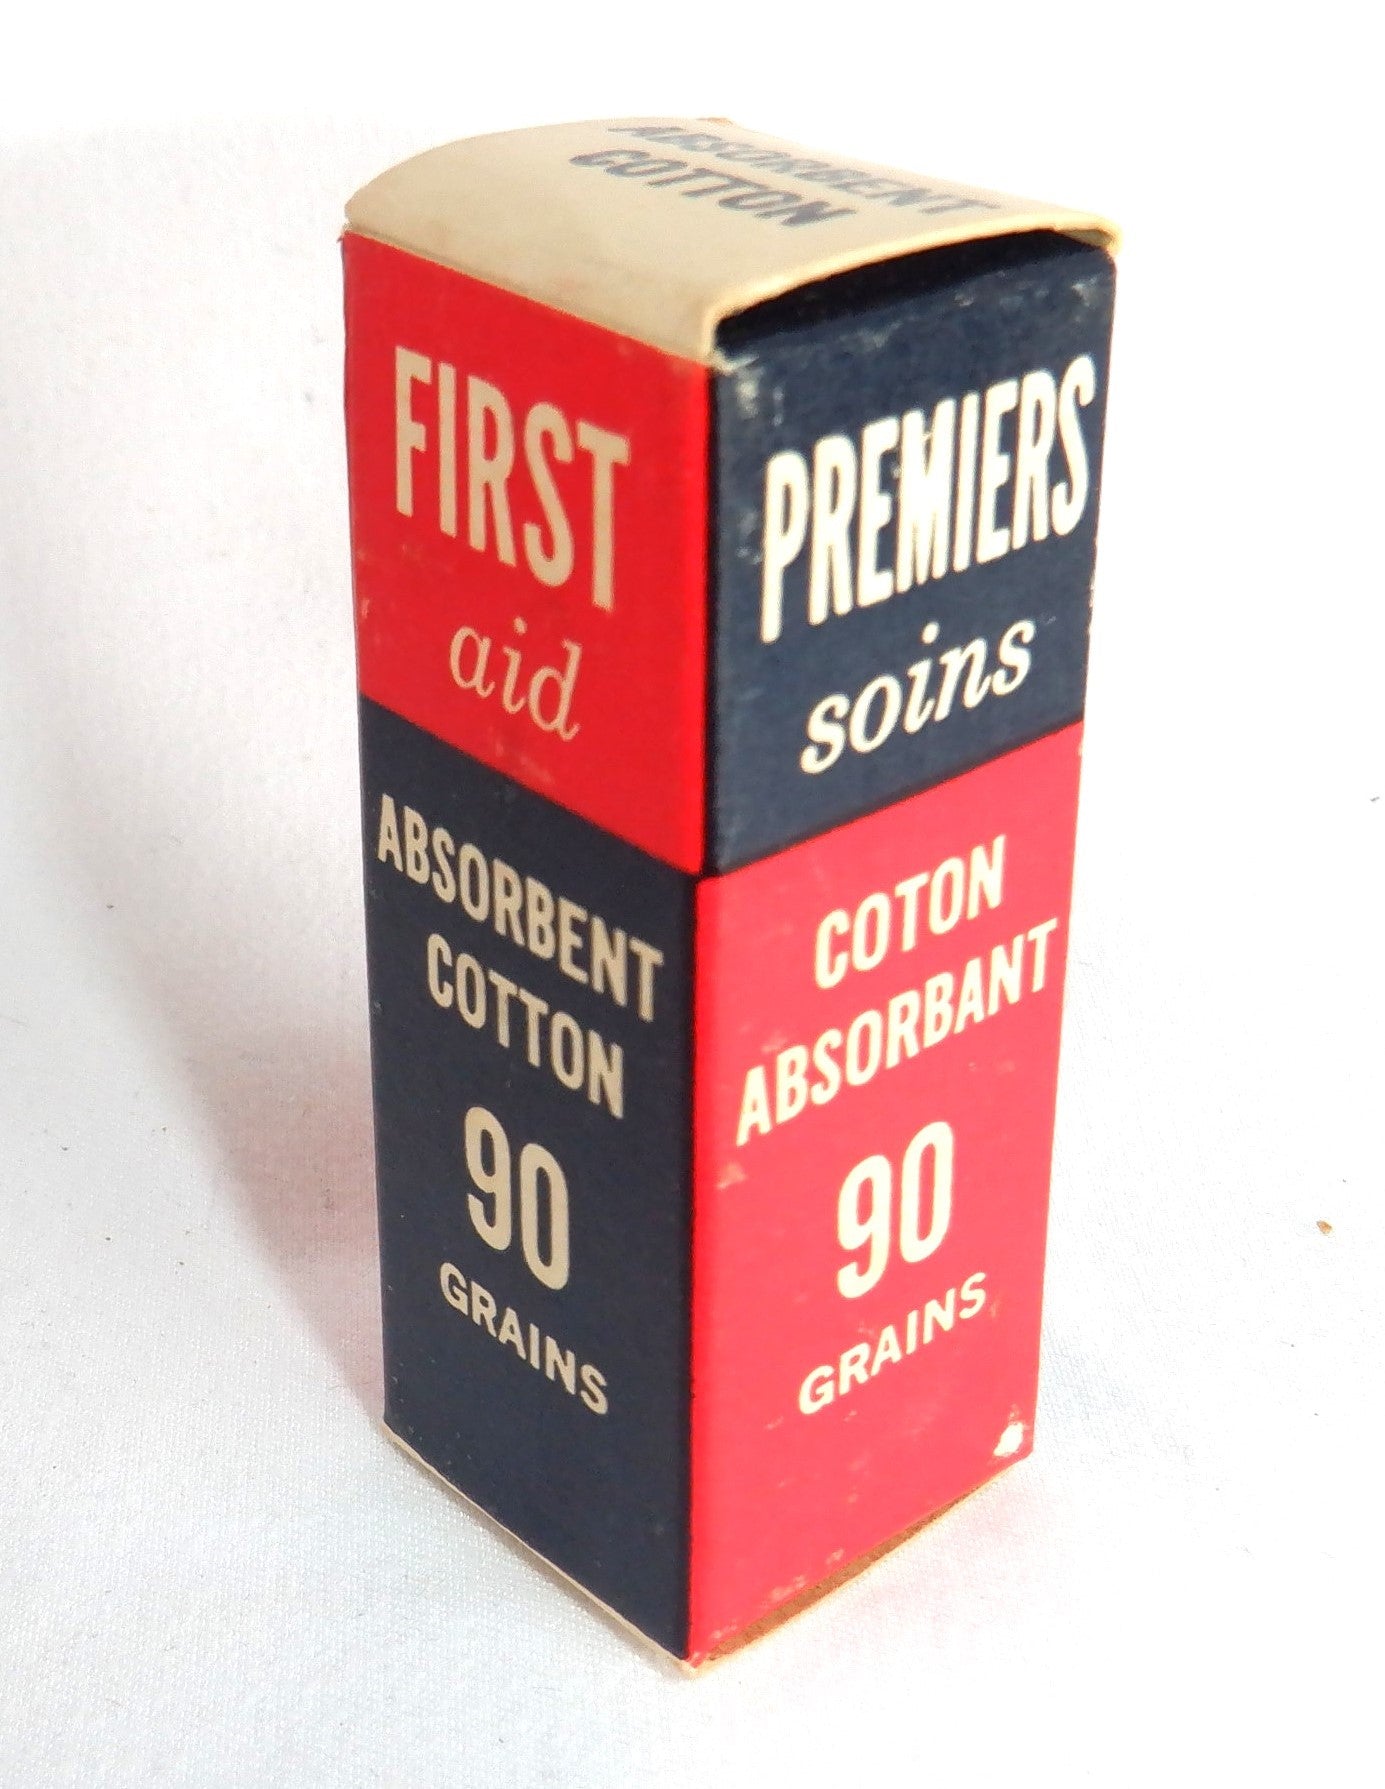 ABSORBENT
COTTON
FIRST
aid
ABSORBENT
COTTON
90
GRAINS
PREMIERS
soins
COTON
ABSORBANT
90
GRAINS